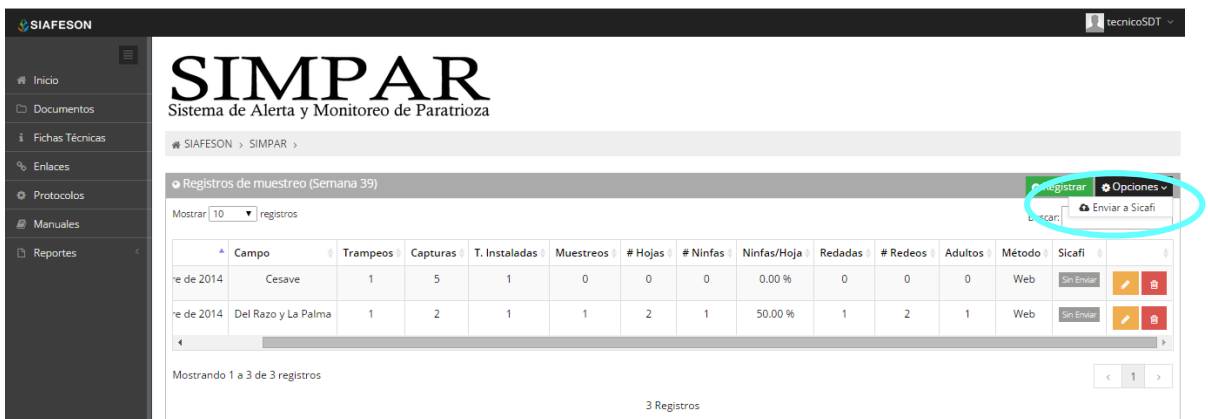 SIAFESON
tecnicoSDT
Inicio
Documentos
Fichas Técnicas
Enlaces
Protocolos
Manuales
Reportes
SIMPAR
Sistema de Alerta y Monitoreo de Paratrioza
SIAFESON > SIMPAR >
Registros de muestreo (Semana 39)
Registrar Opciones
Enviar a Sicafi
Mostrar 10 registros
Buscar:
Campo Trampeos Capturas T. Instaladas Muestreos # Hojas # Ninfas Ninfas/Hoja Redadas # Redeos Adultos Método Sicafi
re de 2014 Cesave 1 5 1 0 0 0 0.00 % 0 0 0 Web Sin Enviar
re de 2014 Del Razo y La Palma 1 2 1 1 2 1 50.00 % 1 2 1 Web Sin Enviar
Mostrando 1 a 3 de 3 registros
< 1 >
3 Registros